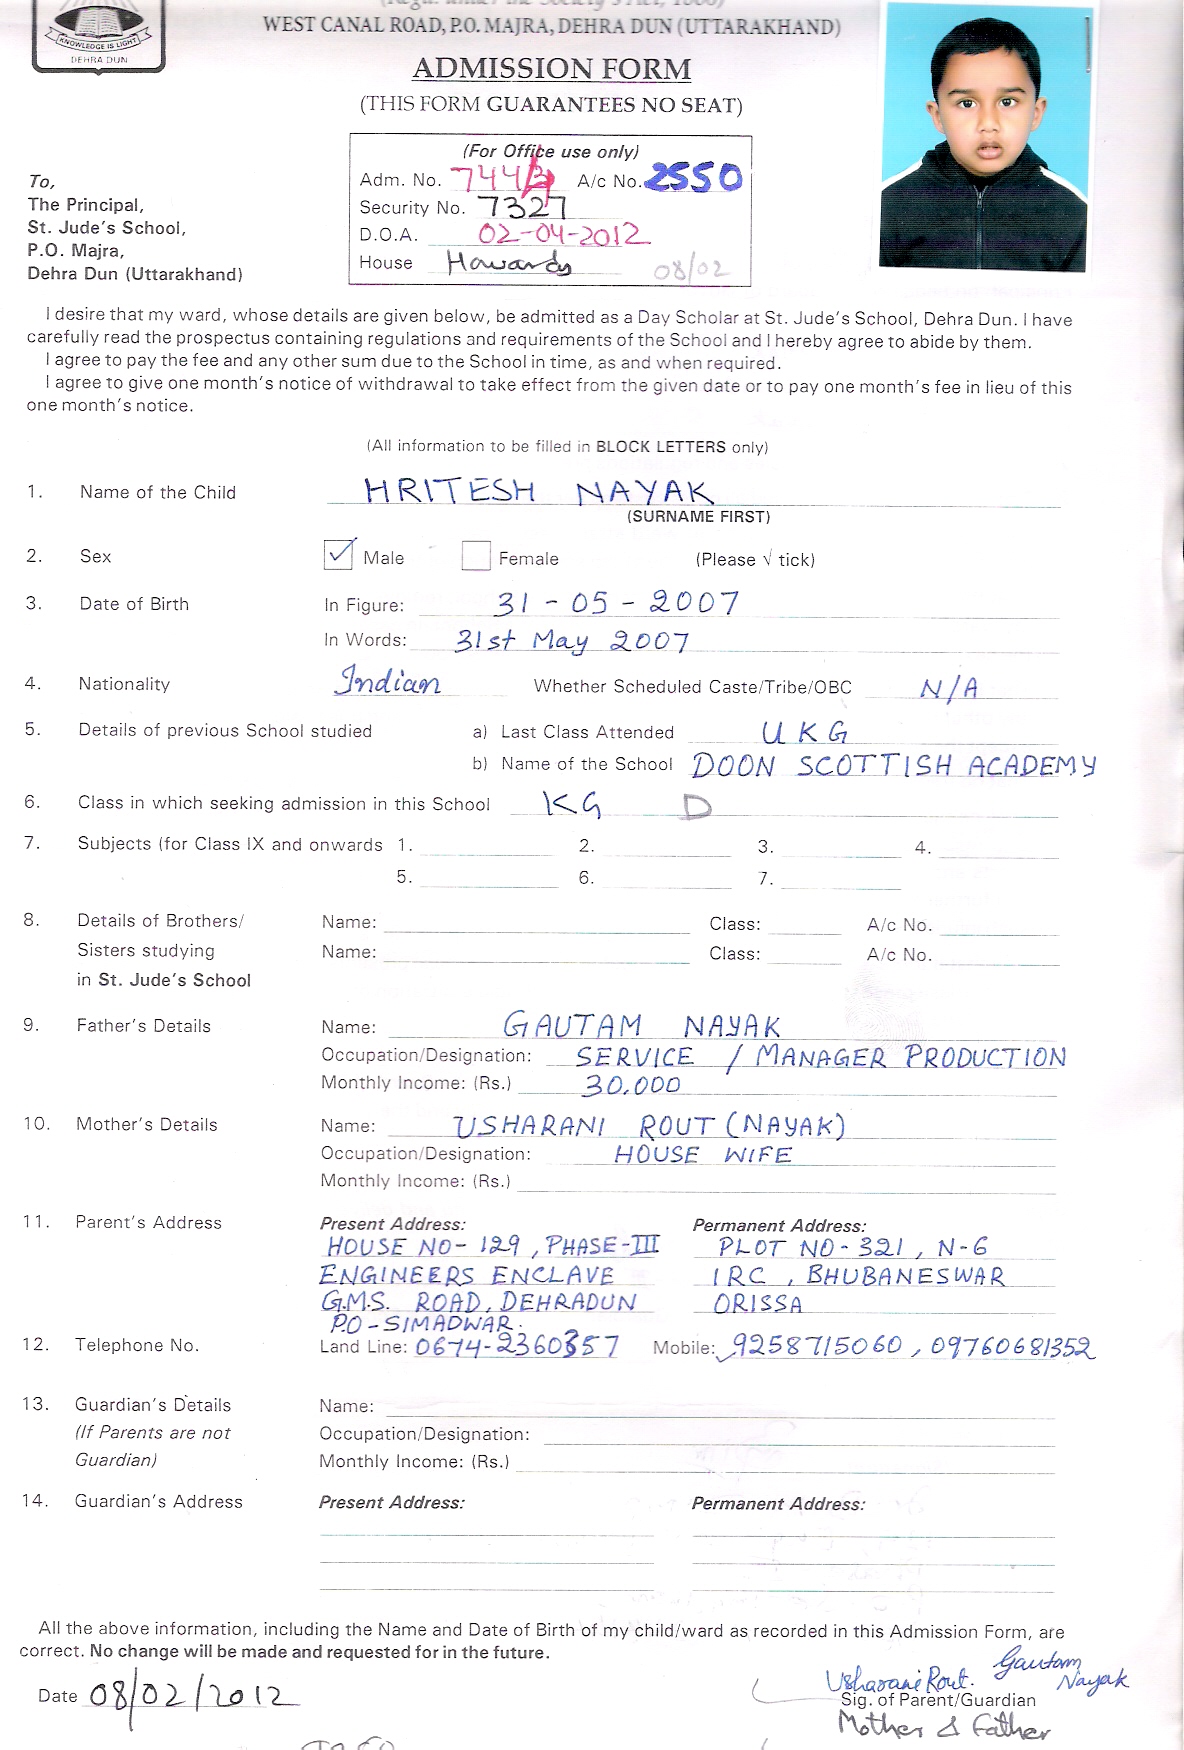 KNOWLEDGE IS LIGHT
DEHRA DUN
WEST CANAL ROAD, P.O. MAJRA, DEHRA DUN (UTTARAKHAND)
ADMISSION FORM
(THIS FORM GUARANTEES NO SEAT)
(For Office use only)
Adm. No. A/c No. 2550
Security No. 7327
D.O.A. 02-04-2012
House Howards 08/02
To,
The Principal,
St. Jude's School,
P.O. Majra,
Dehra Dun (Uttarakhand)
I desire that my ward, whose details are given below, be admitted as a Day Scholar at St. Jude's School, Dehra Dun. I have
carefully read the prospectus containing regulations and requirements of the School and I hereby agree to abide by them.
I agree to pay the fee and any other sum due to the School in time, as and when required.
I agree to give one month's notice of withdrawal to take effect from the given date or to pay one month's fee in lieu of this
one month's notice.
(All information to be filled in BLOCK LETTERS only)
1. Name of the Child HRITESH NAYAK
(SURNAME FIRST)
2. Sex Male Female (Please √ tick)
3. Date of Birth In Figure: 31 - 05 - 2007
In Words: 31st May 2007
4. Nationality Indian Whether Scheduled Caste/Tribe/OBC N/A
5. Details of previous School studied a) Last Class Attended UKG
b) Name of the School DOON SCOTTISH ACADEMY
6. Class in which seeking admission in this School KG D
7. Subjects (for Class IX and onwards 1. 2. 3. 4.
5. 6. 7.
8. Details of Brothers/ Name: Class: A/c No.
Sisters studying Name: Class: A/c No.
in St. Jude's School
9. Father's Details Name: GAUTAM NAYAK
Occupation/Designation: SERVICE / MANAGER PRODUCTION
Monthly Income: (Rs.) 30.000
10. Mother's Details Name: USHARANI ROUT (NAYAK)
Occupation/Designation: HOUSE WIFE
Monthly Income: (Rs.)
11. Parent's Address Present Address: Permanent Address:
HOUSE NO- 129, PHASE-III PLOT NO-321, N-6
ENGINEERS ENCLAVE IRC, BHUBANESWAR
G.M.S. ROAD, DEHRADUN ORISSA
P.O - SIMADWAR.
12. Telephone No. Land Line: 0674-2360357 Mobile: 9258715060, 09760681352
13. Guardian's Details Name:
(If Parents are not Occupation/Designation:
Guardian) Monthly Income: (Rs.)
14. Guardian's Address Present Address: Permanent Address:
All the above information, including the Name and Date of Birth of my child/ward as recorded in this Admission Form, are
correct. No change will be made and requested for in the future.
Usharani Rout. Gautam Nayak
Date 08/02/2012 Sig. of Parent/Guardian
Mother & Father